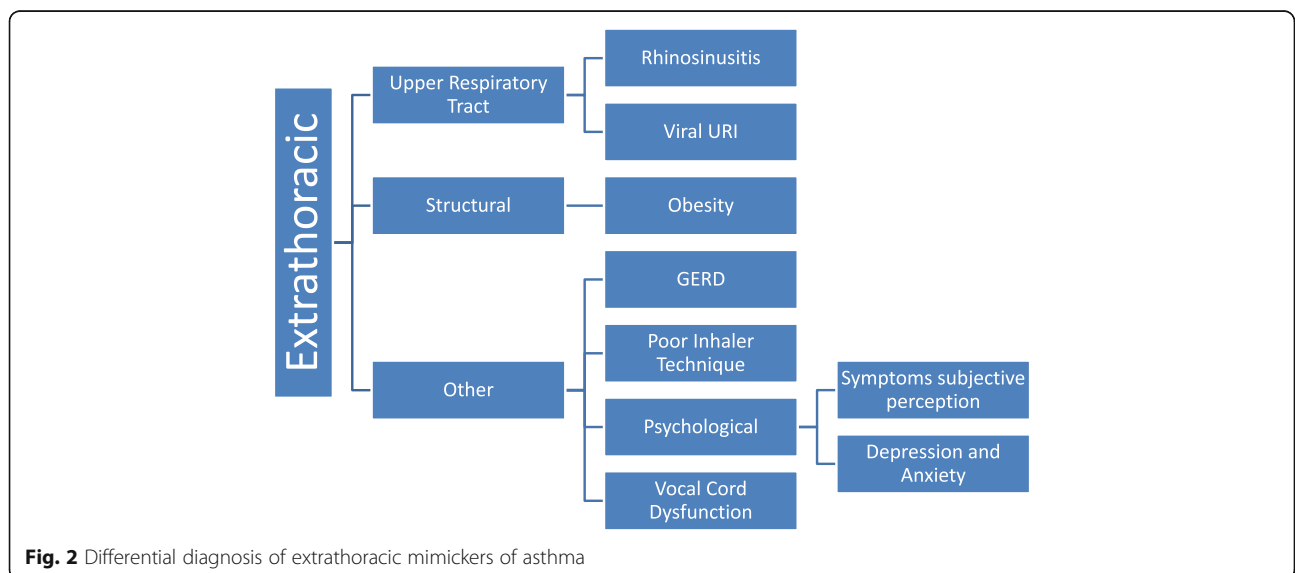 Extrathoracic
Upper Respiratory
Tract
Rhinosinusitis
Viral URI
Structural
Obesity
Other
GERD
Poor Inhaler
Technique
Psychological
Symptoms subjective
perception
Depression and
Anxiety
Vocal Cord
Dysfunction
Fig. 2 Differential diagnosis of extrathoracic mimickers of asthma